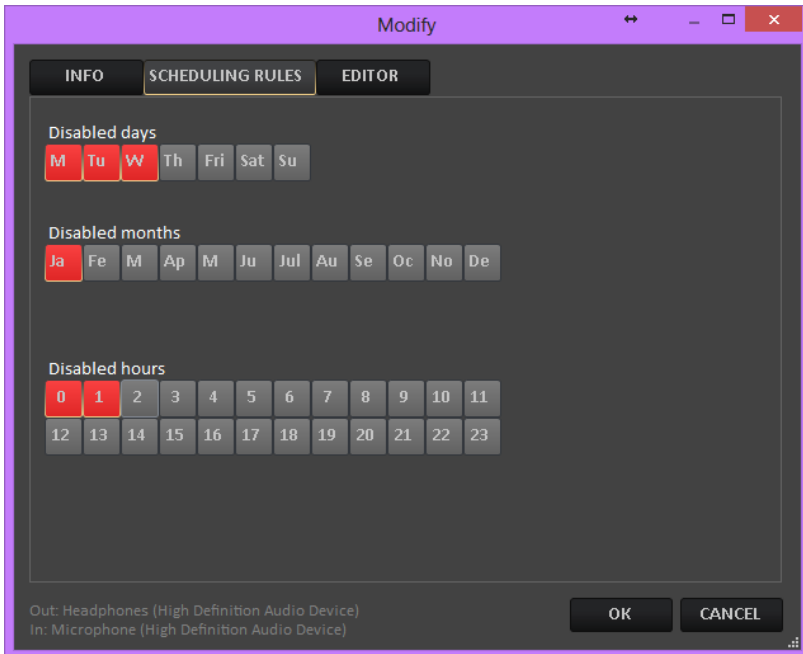 Modify
INFO SCHEDULING RULES EDITOR
Disabled days
M Tu W Th Fri Sat Su
Disabled months
Ja Fe M Ap M Ju Jul Au Se Oc No De
Disabled hours
0 1 2 3 4 5 6 7 8 9 10 11
12 13 14 15 16 17 18 19 20 21 22 23
Out: Headphones (High Definition Audio Device)
In: Microphone (High Definition Audio Device)
OK CANCEL